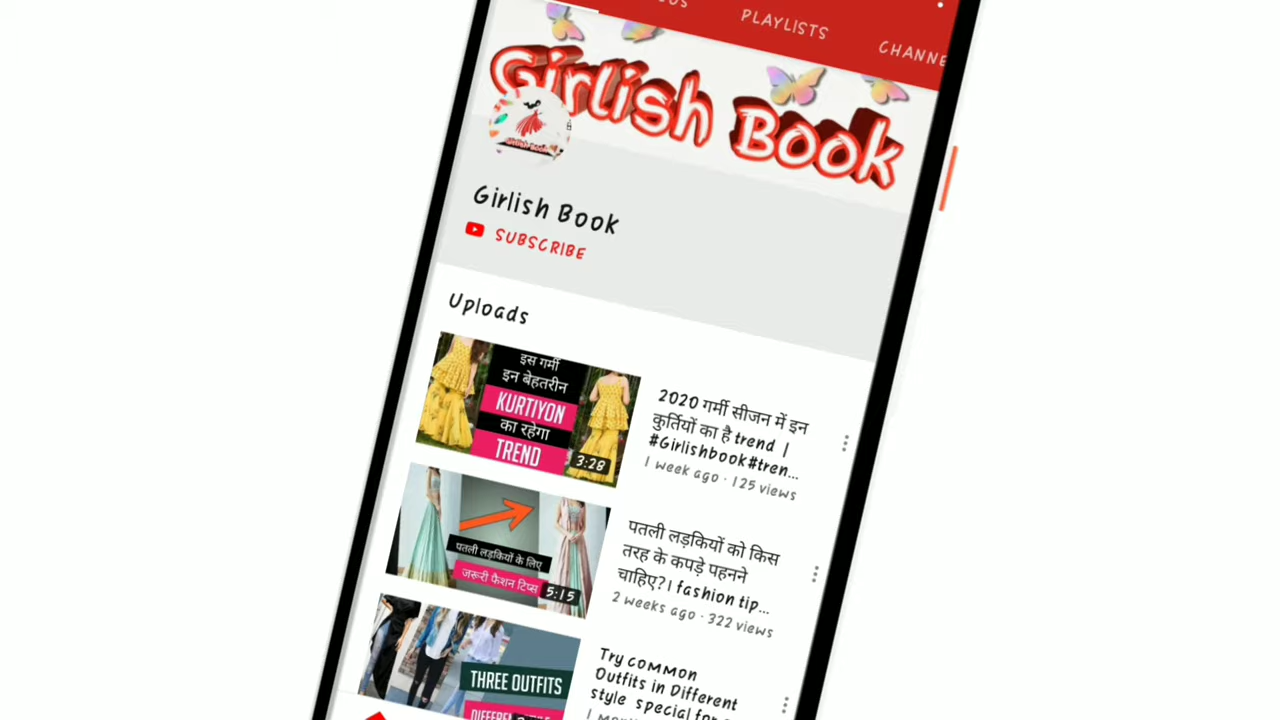 PLAYLISTS
CHANNE
Girlish Book
Girlish Book
SUBSCRIBE
Uploads
इस गर्मी
इन बेहतरीन
KURTIYON
का रहेगा
TREND
3:28
2020 गर्मी सीजन में इन
कुर्तियों का है trend |
#Girlishbook#tren...
1 week ago · 125 views
पतली लड़कियों के लिए
जरूरी फैशन टिप्स
5:15
पतली लड़कियों को किस
तरह के कपड़े पहनने
चाहिए? | fashion tip...
2 weeks ago · 322 views
THREE OUTFITS
Try COMMON
Outfits in Different
style special for